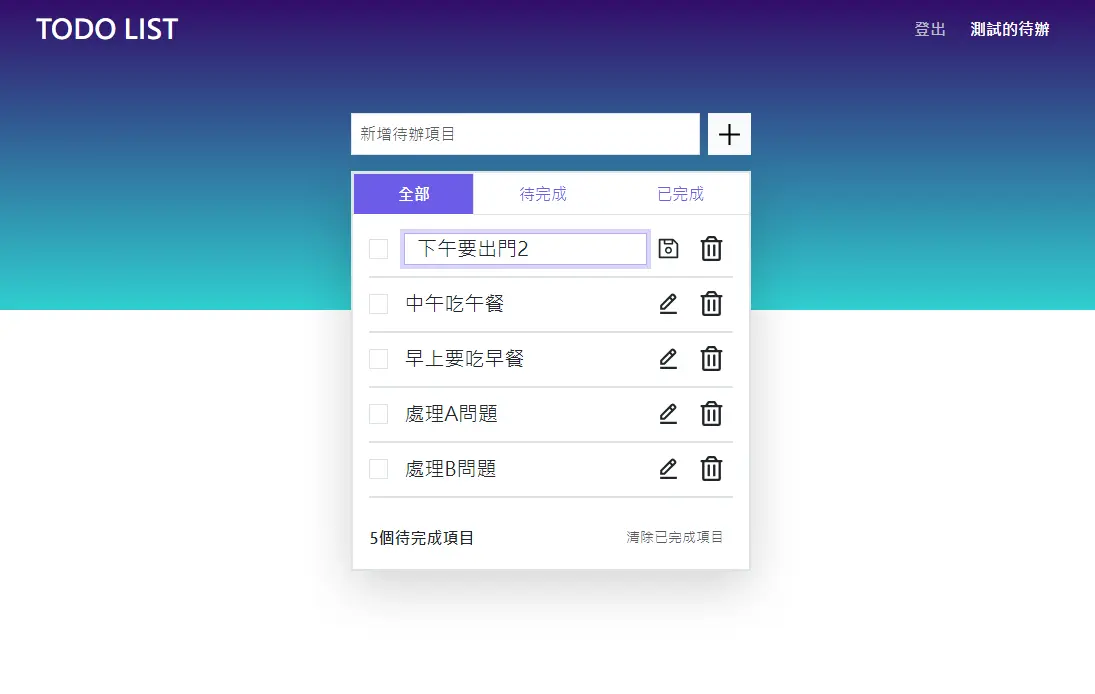 TODO LIST
登出 測試的待辦
新增待辦項目
全部 待完成 已完成
下午要出門2
中午吃午餐
早上要吃早餐
處理A問題
處理B問題
5個待完成項目 清除已完成項目